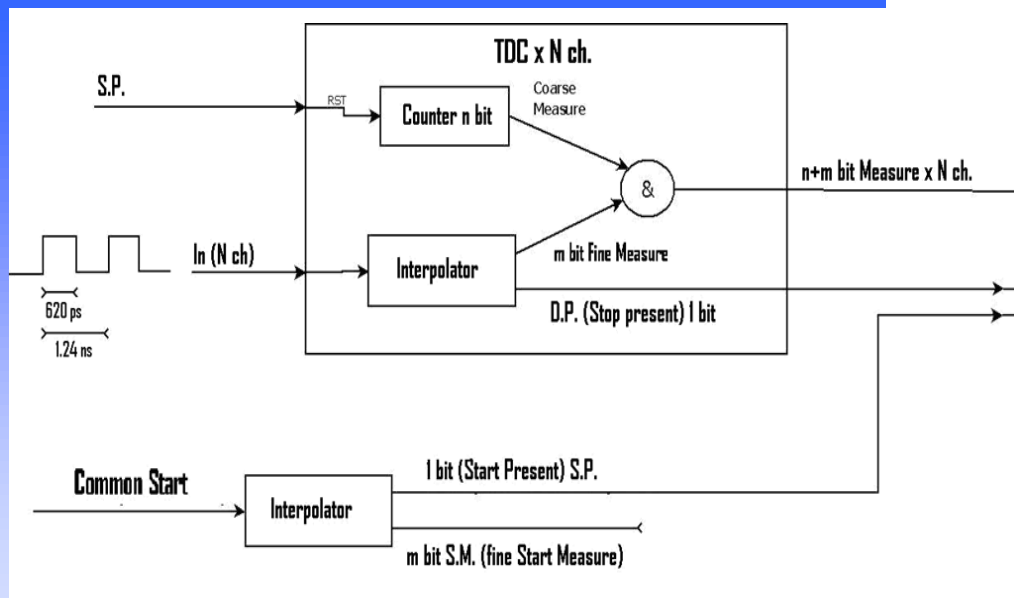 TDC x N ch.
S.P.
RST
Counter n bit
Coarse
Measure
&
n+m bit Measure x N ch.
In (N ch)
Interpolator
m bit Fine Measure
D.P. (Stop present) 1 bit
620 ps
1.24 ns
Common Start
Interpolator
1 bit (Start Present) S.P.
m bit S.M. (fine Start Measure)